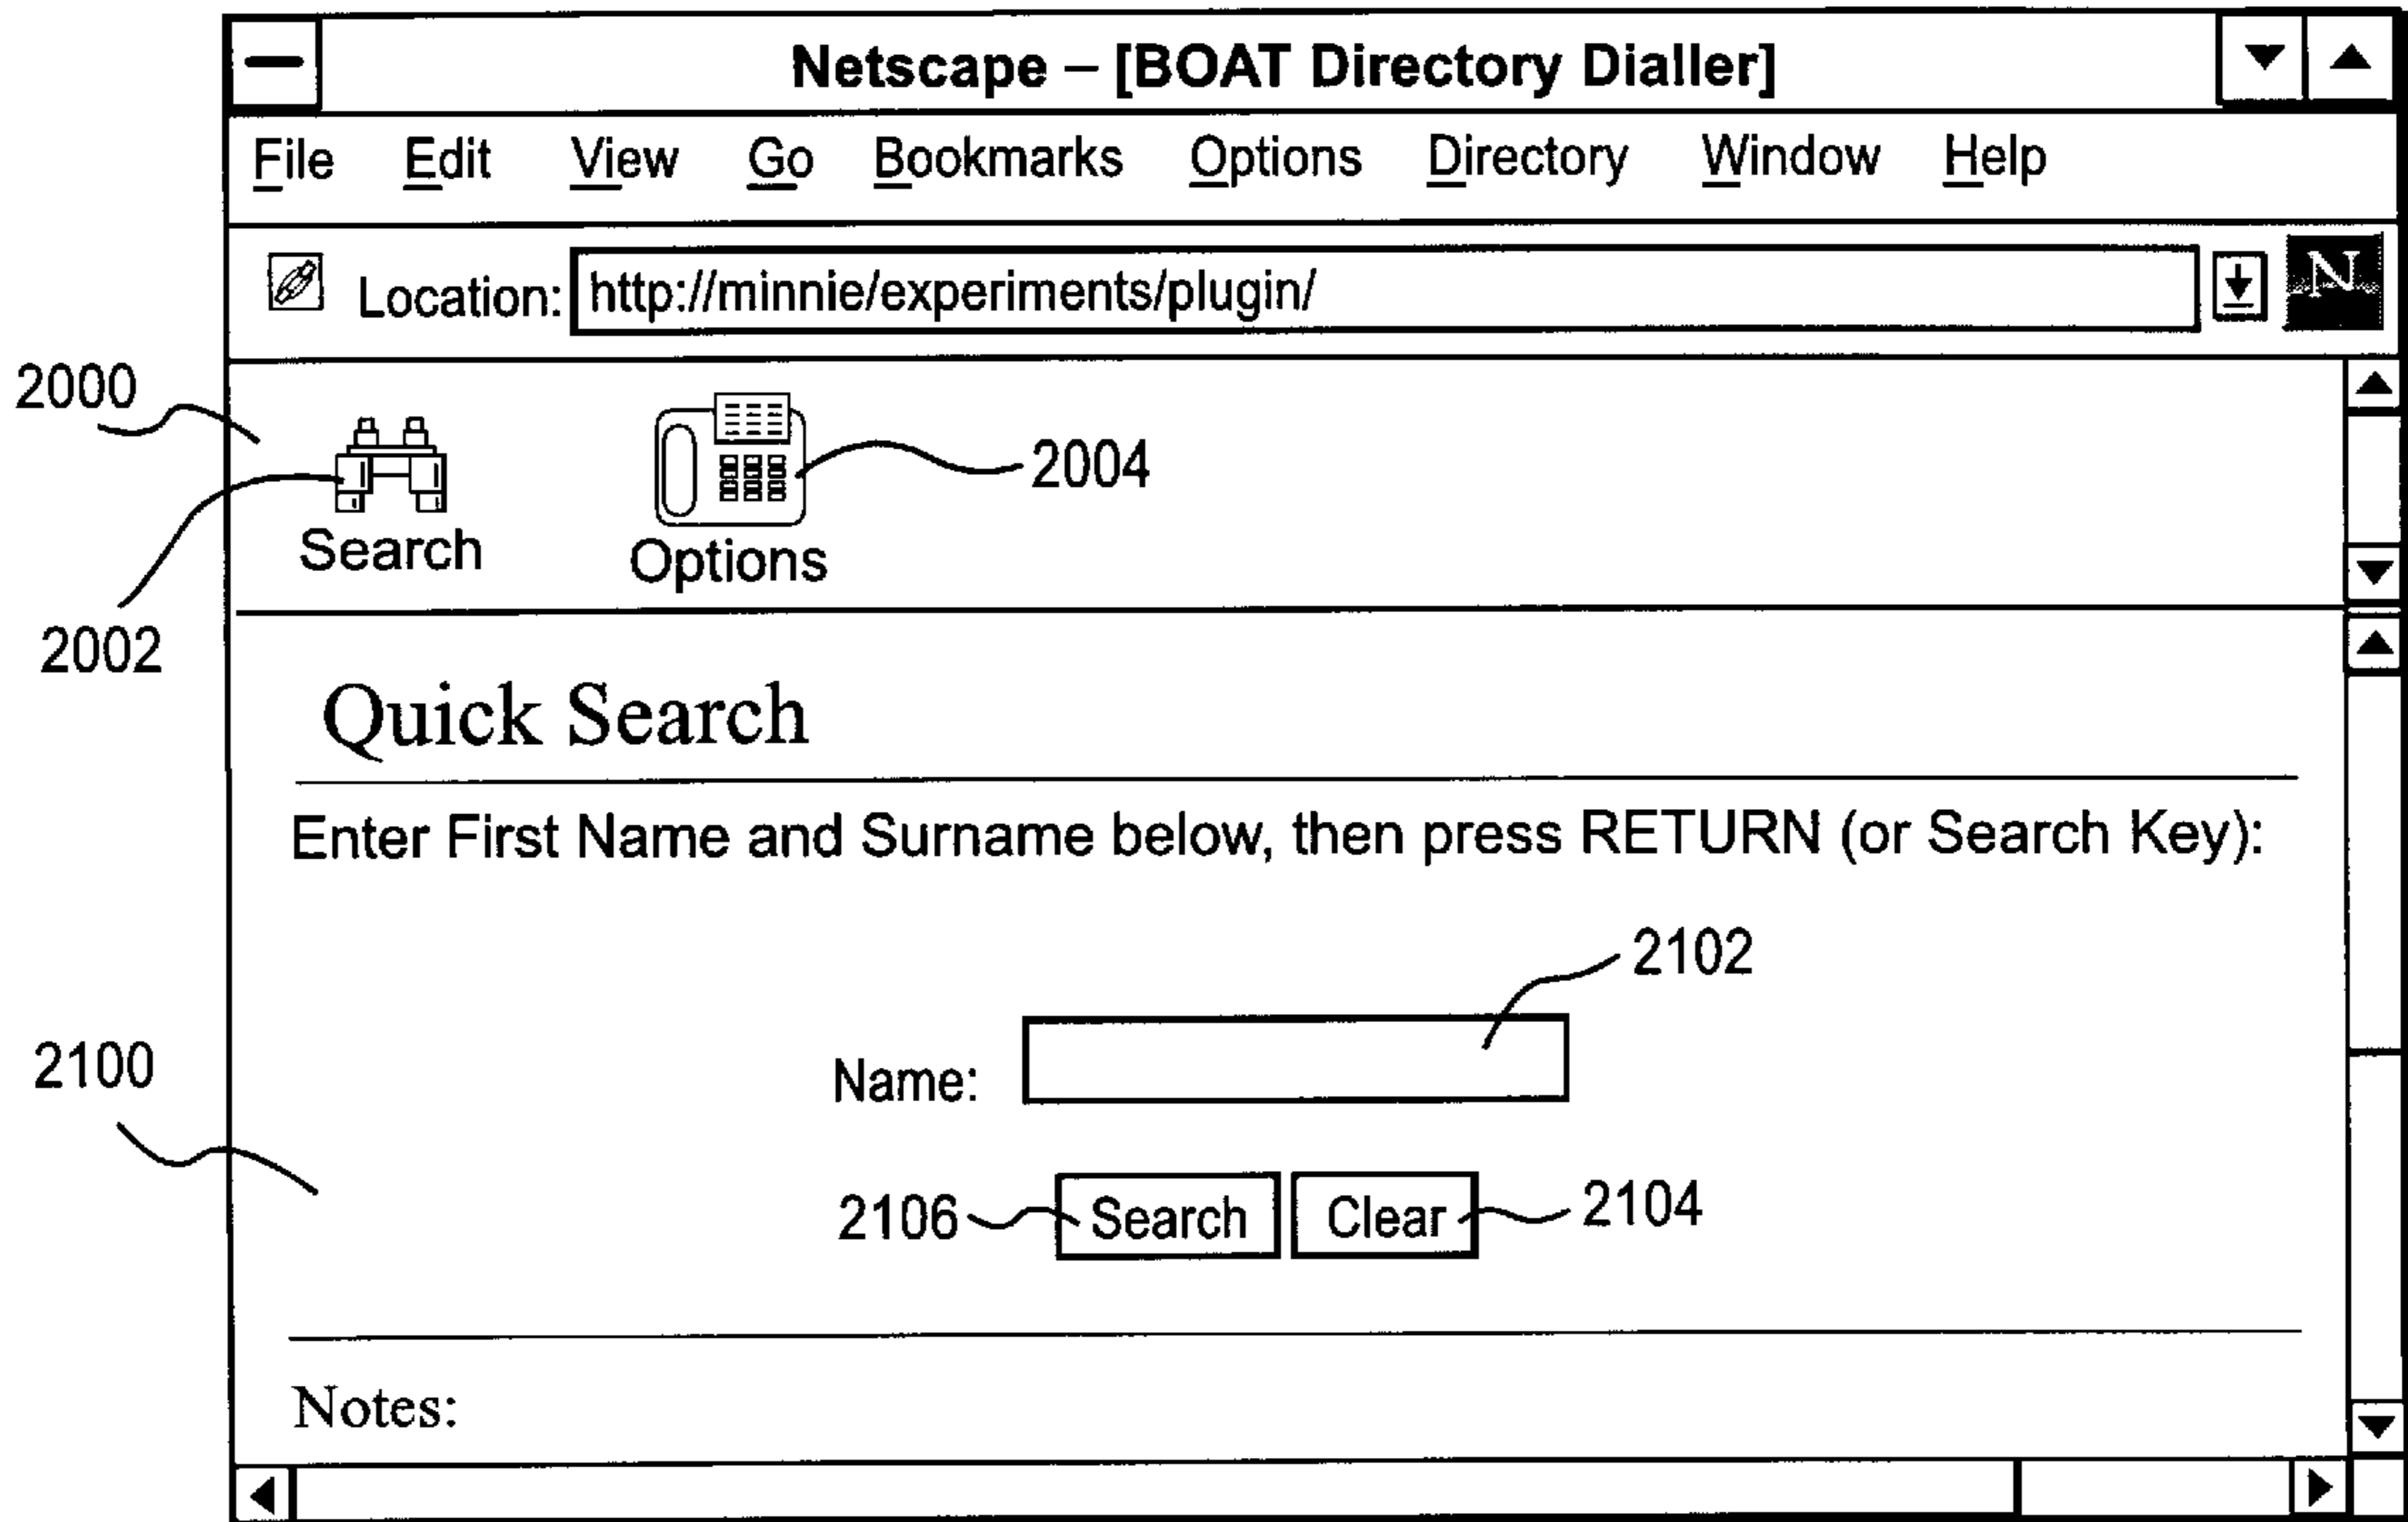 Netscape – [BOAT Directory Dialler]
File Edit View Go Bookmarks Options Directory Window Help
Location: http://minnie/experiments/plugin/ N
2000
2004
Search Options
2002
Quick Search
Enter First Name and Surname below, then press RETURN (or Search Key):
2102
2100
Name:
2106 Search Clear 2104
Notes: